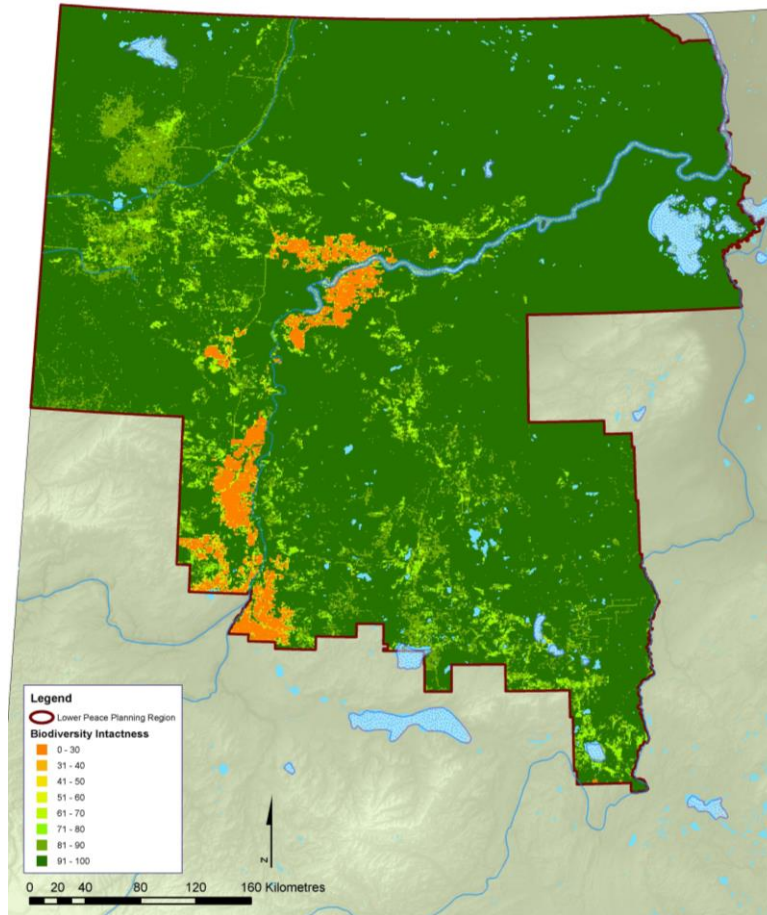 Legend
Lower Peace Planning Region
Biodiversity Intactness
0 - 30
31 - 40
41 - 50
51 - 60
61 - 70
71 - 80
81 - 90
91 - 100
N
0 20 40 80 120 160 Kilometres